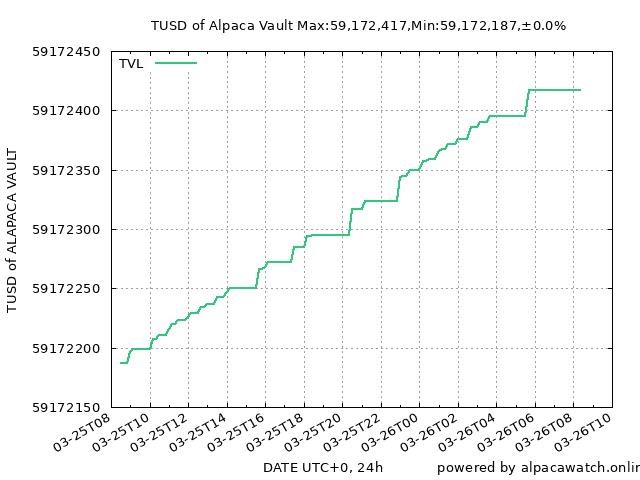 TUSD of Alpaca Vault Max:59,172,417,Min:59,172,187,±0.0%
TVL
59172450
59172400
59172350
59172300
59172250
59172200
59172150
TUSD of ALAPACA VAULT
03-25T08
03-25T10
03-25T12
03-25T14
03-25T16
03-25T18
03-25T20
03-25T22
03-26T00
03-26T02
03-26T04
03-26T06
03-26T08
03-26T10
DATE UTC+0, 24h
powered by alpacawatch.onlin